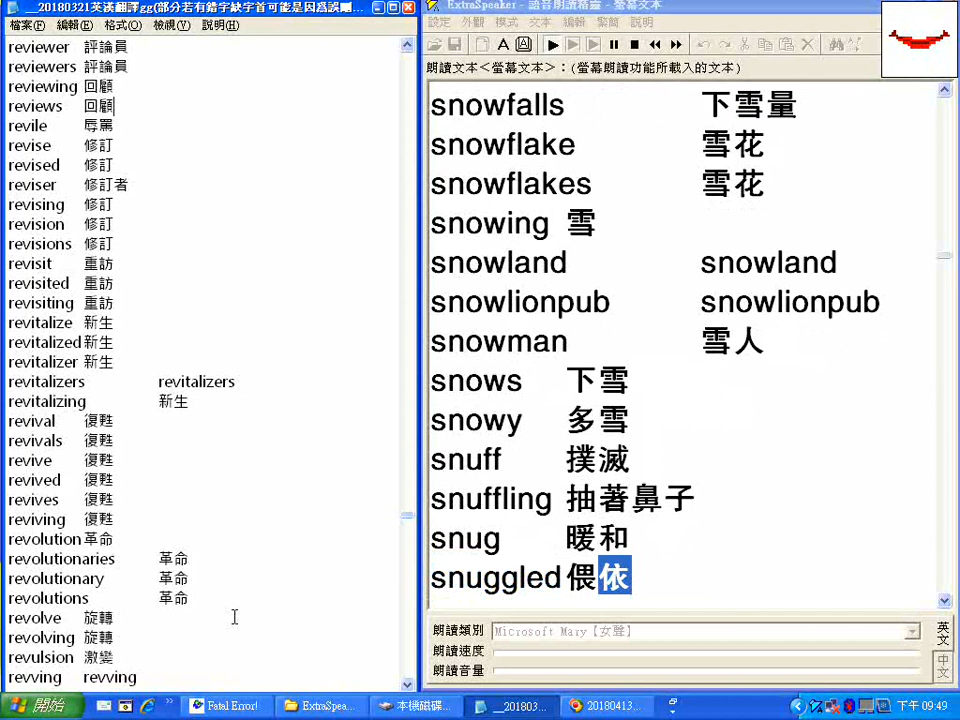 __20180321英漢翻譯gg(部分若有錯字缺字首可能是因為誤刪...
檔案(F) 編輯(E) 格式(O) 檢視(V) 說明(H)
reviewer 評論員
reviewers 評論員
reviewing 回顧
reviews 回顧
revile 辱罵
revise 修訂
revised 修訂
reviser 修訂者
revising 修訂
revision 修訂
revisions 修訂
revisit 重訪
revisited 重訪
revisiting 重訪
revitalize 新生
revitalized 新生
revitalizer 新生
revitalizers revitalizers
revitalizing 新生
revival 復甦
revivals 復甦
revive 復甦
revived 復甦
revives 復甦
reviving 復甦
revolution 革命
revolutionaries 革命
revolutionary 革命
revolutions 革命
revolve 旋轉
revolving 旋轉
revulsion 激變
revving revving
ExtraSpeaker - 語音朗讀精靈 - 螢幕文本
設定 外觀 模式 文本 編輯 繁簡 說明
朗讀文本<螢幕文本>：(螢幕朗讀功能所載入的文本)
snowfalls 下雪量
snowflake 雪花
snowflakes 雪花
snowing 雪
snowland snowland
snowlionpub snowlionpub
snowman 雪人
snows 下雪
snowy 多雪
snuff 撲滅
snuffling 抽著鼻子
snug 暖和
snuggled 偎依
朗讀類別 Microsoft Mary【女聲】
朗讀速度
朗讀音量
英文
中文
開始 Fatal Error! ExtraSpea... 本機磁碟... __201803... 20180413... 下午 09:49